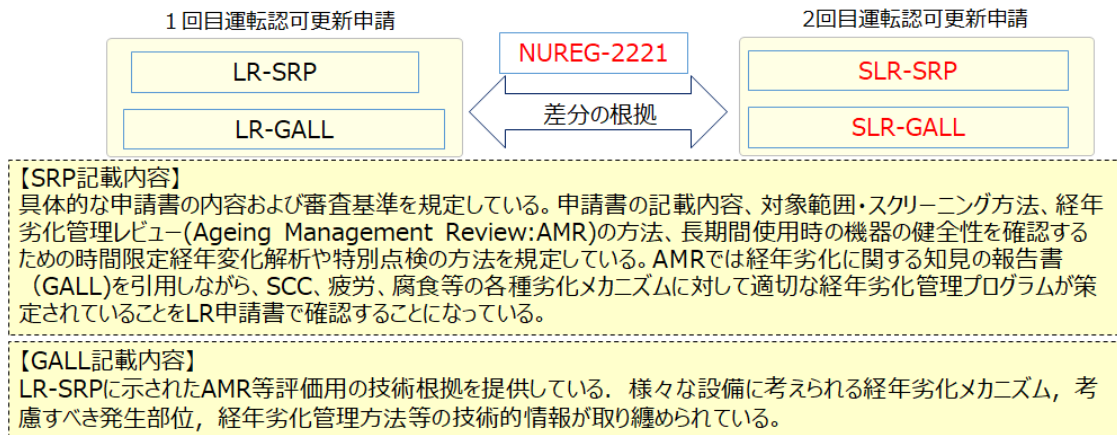 １回目運転認可更新申請
2回目運転認可更新申請
NUREG-2221
LR-SRP
SLR-SRP
差分の根拠
LR-GALL
SLR-GALL
【SRP記載内容】
具体的な申請書の内容および審査基準を規定している。申請書の記載内容、対象範囲・スクリーニング方法、経年
劣化管理レビュー(Ageing Management Review:AMR)の方法、長期間使用時の機器の健全性を確認する
ための時間限定経年変化解析や特別点検の方法を規定している。AMRでは経年劣化に関する知見の報告書
（GALL)を引用しながら、SCC、疲労、腐食等の各種劣化メカニズムに対して適切な経年劣化管理プログラムが策
定されていることをLR申請書で確認することになっている。
【GALL記載内容】
LR-SRPに示されたAMR等評価用の技術根拠を提供している．様々な設備に考えられる経年劣化メカニズム，考
慮すべき発生部位，経年劣化管理方法等の技術的情報が取り纏められている。